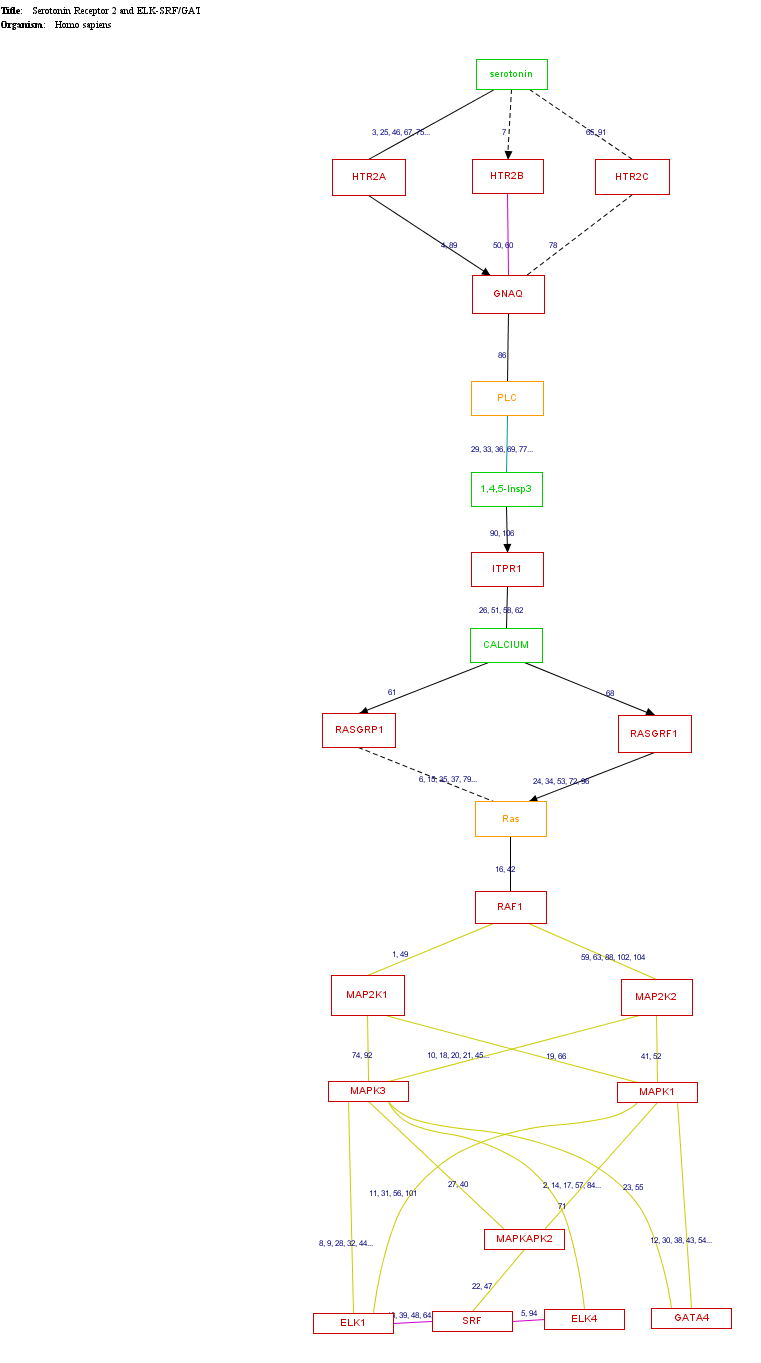 Title: Serotonin Receptor 2 and ELK-SRF/GAT
Organism: Homo sapiens
serotonin
3, 25, 46, 67, 75...
7
65, 91
HTR2A
HTR2B
HTR2C
4, 89
50, 60
78
GNAQ
86
PLC
29, 33, 36, 69, 77...
1,4,5-Insp3
90, 106
ITPR1
26, 51, 58, 62
CALCIUM
61
68
RASGRP1
RASGRF1
6, 15, 35, 37, 79...
24, 34, 53, 72, 96
Ras
16, 42
RAF1
1, 49
59, 63, 88, 102, 104
MAP2K1
MAP2K2
74, 92
10, 18, 20, 21, 45...
19, 66
41, 52
MAPK3
MAPK1
27, 40
2, 14, 17, 57, 84...
23, 55
11, 31, 56, 101
71
MAPKAPK2
8, 9, 28, 32, 44...
12, 30, 38, 43, 54...
22, 47
39, 48, 64
5, 94
ELK1
SRF
ELK4
GATA4